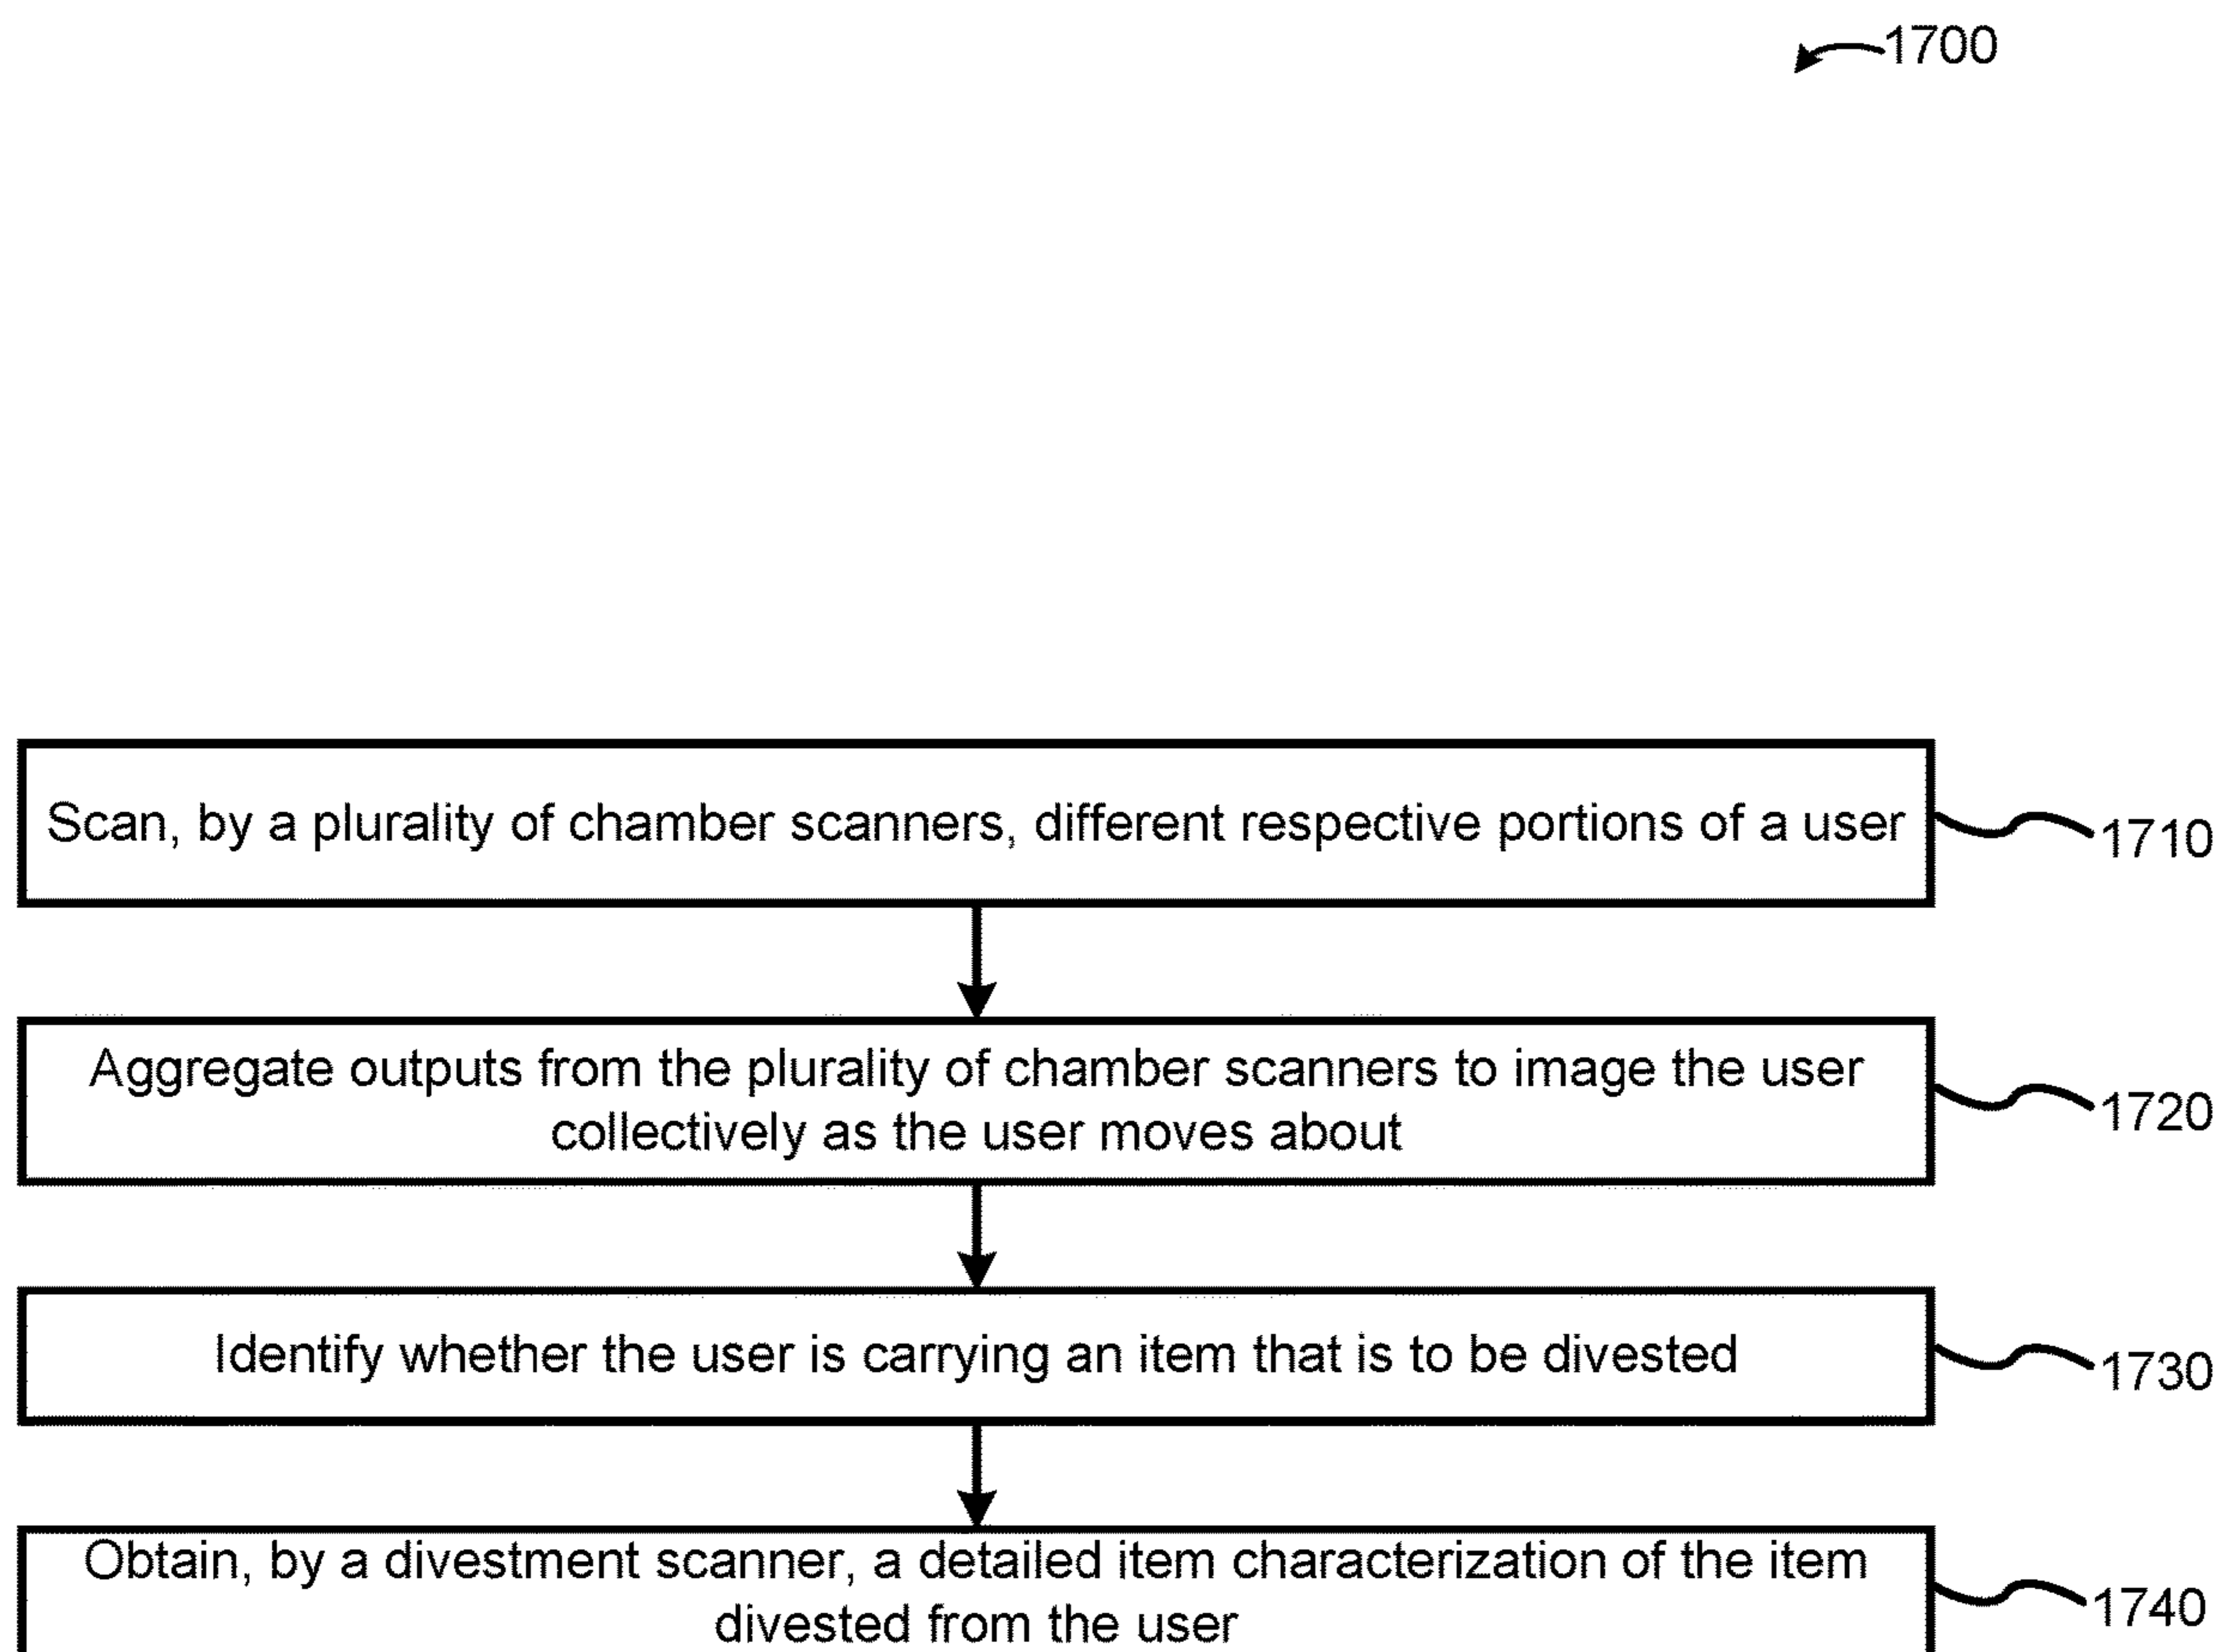 1700
Scan, by a plurality of chamber scanners, different respective portions of a user
1710
Aggregate outputs from the plurality of chamber scanners to image the user
collectively as the user moves about
1720
Identify whether the user is carrying an item that is to be divested
1730
Obtain, by a divestment scanner, a detailed item characterization of the item
divested from the user
1740